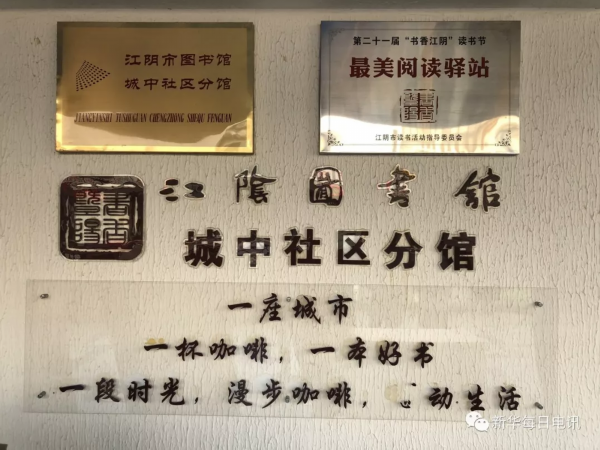 江阴市图书馆
城中社区分馆
JIANGYINSHI TUSHUGUAN CHENGZHONG SHEQU FENGUAN
第二十一届“书香江阴”读书节
最美阅读驿站
江阴市读书活动指导委员会
江陰圖書館
城中社区分馆
一座城市
一杯咖啡，一本好书
一段时光，漫步咖啡，动生活
新华每日电讯